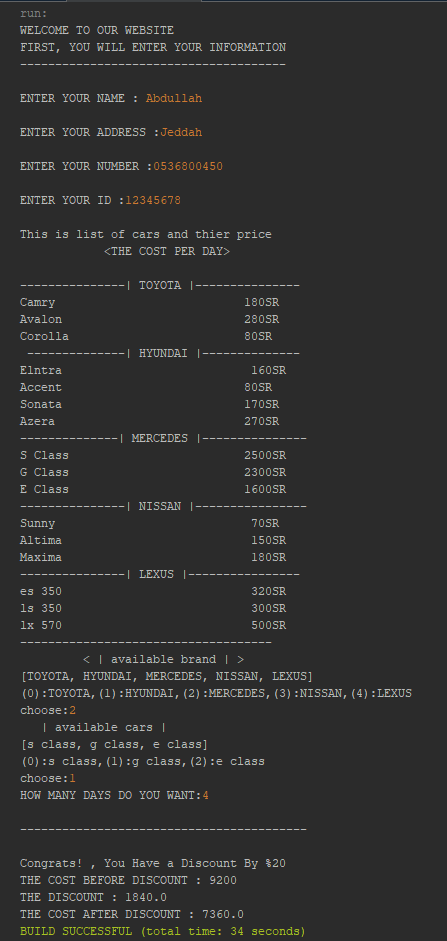 run:
WELCOME TO OUR WEBSITE
FIRST, YOU WILL ENTER YOUR INFORMATION
--------------------------------------
ENTER YOUR NAME : Abdullah
ENTER YOUR ADDRESS :Jeddah
ENTER YOUR NUMBER :0536800450
ENTER YOUR ID :12345678
This is list of cars and thier price
<THE COST PER DAY>
---------------| TOYOTA |---------------
Camry 180SR
Avalon 280SR
Corolla 80SR
--------------| HYUNDAI |--------------
Elntra 160SR
Accent 80SR
Sonata 170SR
Azera 270SR
--------------| MERCEDES |---------------
S Class 2500SR
G Class 2300SR
E Class 1600SR
---------------| NISSAN |----------------
Sunny 70SR
Altima 150SR
Maxima 180SR
---------------| LEXUS |----------------
es 350 320SR
ls 350 300SR
lx 570 500SR
------------------------------------
< | available brand | >
[TOYOTA, HYUNDAI, MERCEDES, NISSAN, LEXUS]
(0):TOYOTA,(1):HYUNDAI,(2):MERCEDES,(3):NISSAN,(4):LEXUS
choose:2
| available cars |
[s class, g class, e class]
(0):s class,(1):g class,(2):e class
choose:1
HOW MANY DAYS DO YOU WANT:4
-----------------------------------------
Congrats! , You Have a Discount By %20
THE COST BEFORE DISCOUNT : 9200
THE DISCOUNT : 1840.0
THE COST AFTER DISCOUNT : 7360.0
BUILD SUCCESSFUL (total time: 34 seconds)